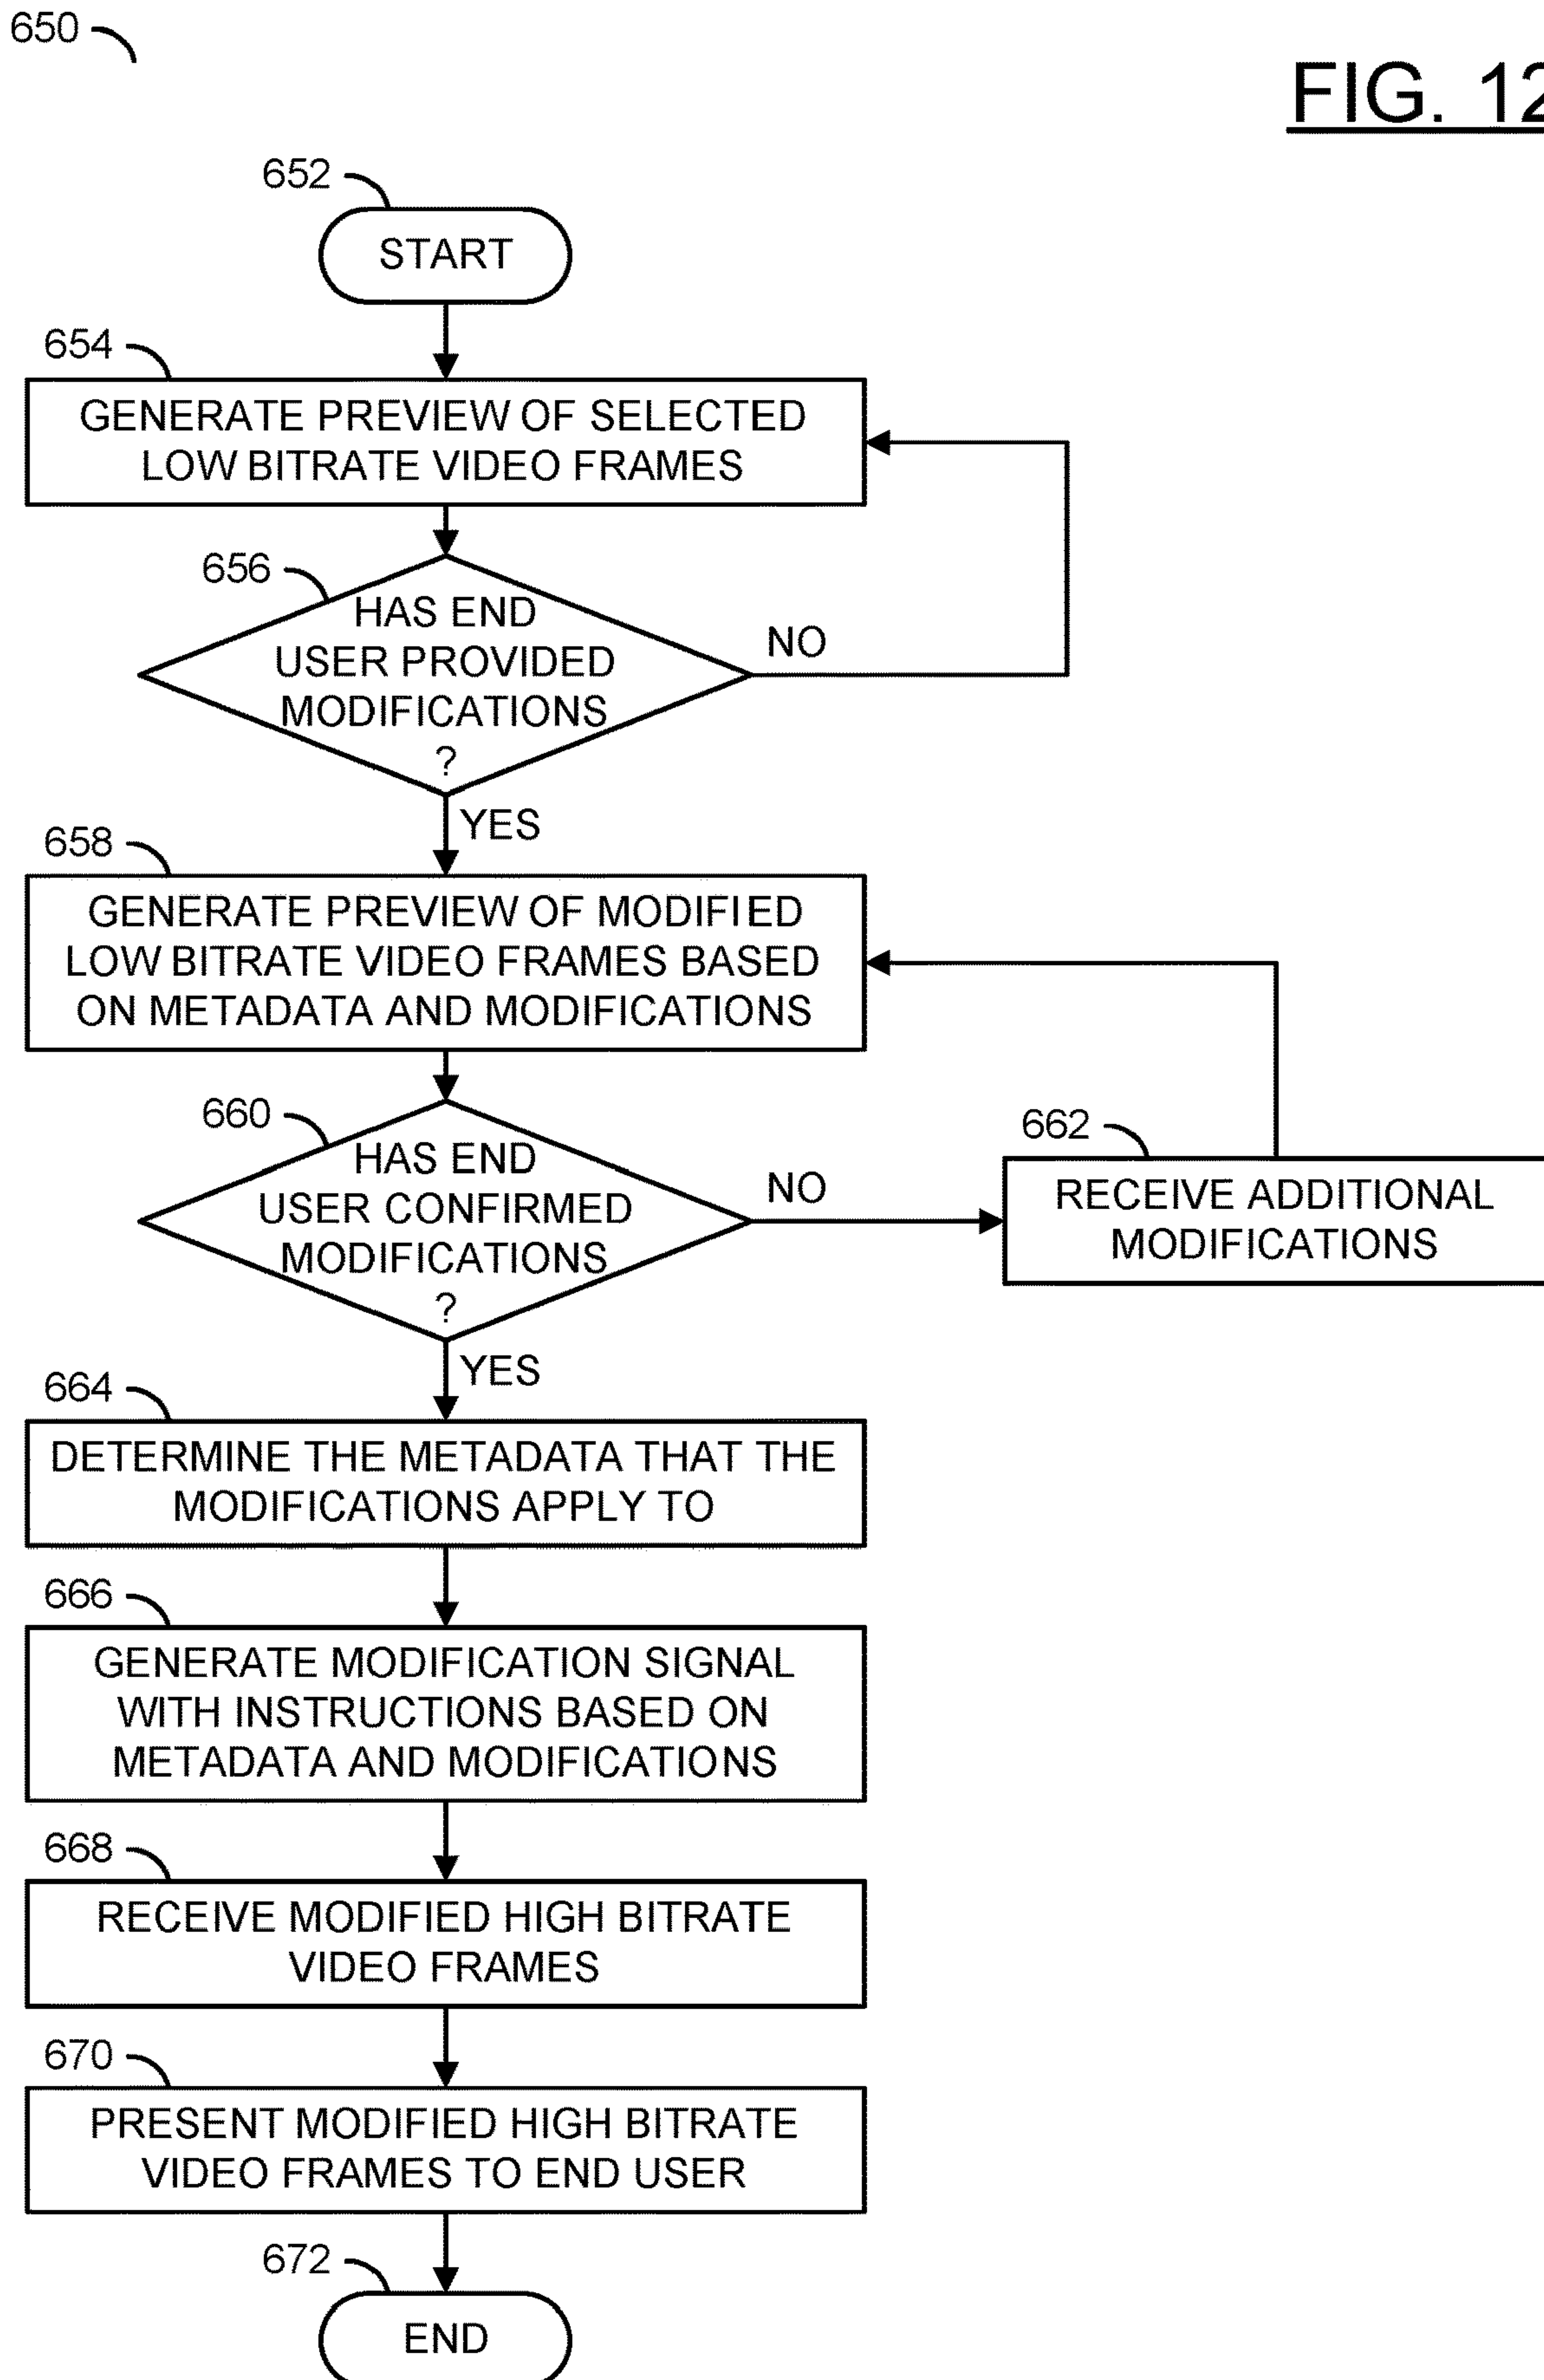 650
FIG. 12
652
START
654
GENERATE PREVIEW OF SELECTED
LOW BITRATE VIDEO FRAMES
656
HAS END
USER PROVIDED
MODIFICATIONS
?
NO
YES
658
GENERATE PREVIEW OF MODIFIED
LOW BITRATE VIDEO FRAMES BASED
ON METADATA AND MODIFICATIONS
660
HAS END
USER CONFIRMED
MODIFICATIONS
?
NO
662
RECEIVE ADDITIONAL
MODIFICATIONS
YES
664
DETERMINE THE METADATA THAT THE
MODIFICATIONS APPLY TO
666
GENERATE MODIFICATION SIGNAL
WITH INSTRUCTIONS BASED ON
METADATA AND MODIFICATIONS
668
RECEIVE MODIFIED HIGH BITRATE
VIDEO FRAMES
670
PRESENT MODIFIED HIGH BITRATE
VIDEO FRAMES TO END USER
672
END